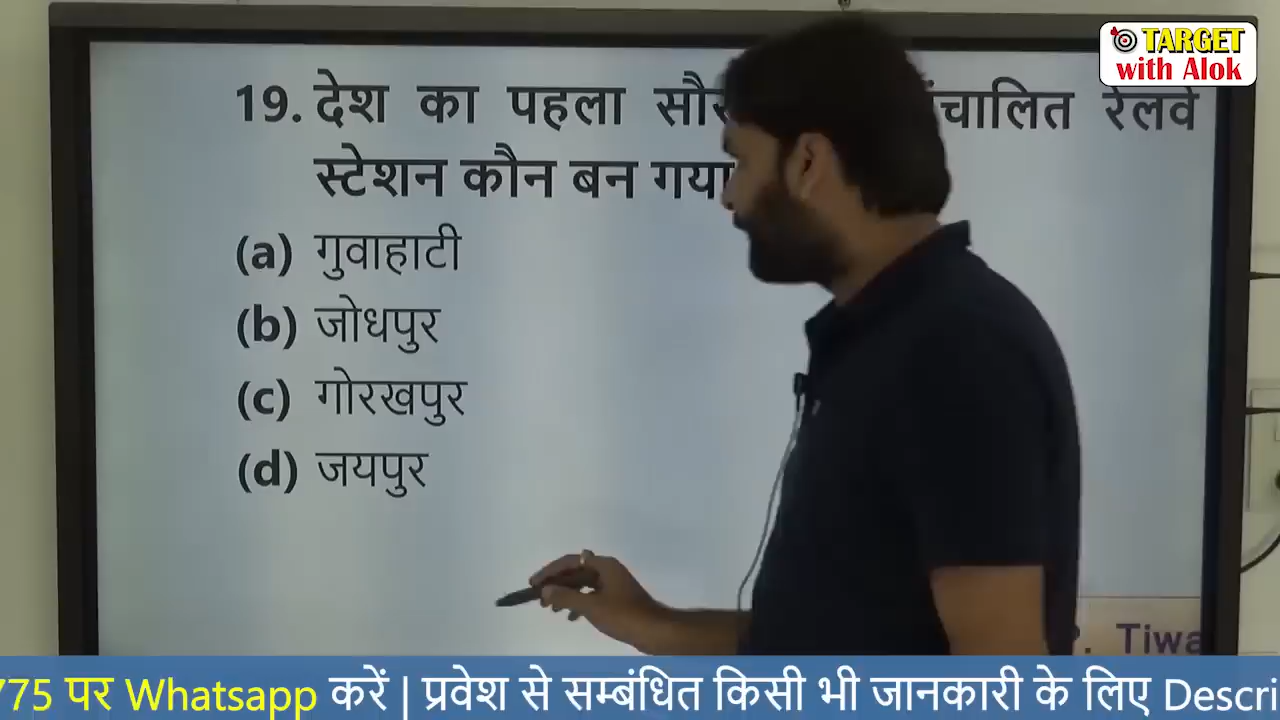 TARGET
with Alok
19. देश का पहला संचालित रेलवे
स्टेशन कौन बन गया
(a) गुवाहाटी
(b) जोधपुर
(c) गोरखपुर
(d) जयपुर
775 पर Whatsapp करें | प्रवेश से सम्बंधित किसी भी जानकारी के लिए Descri